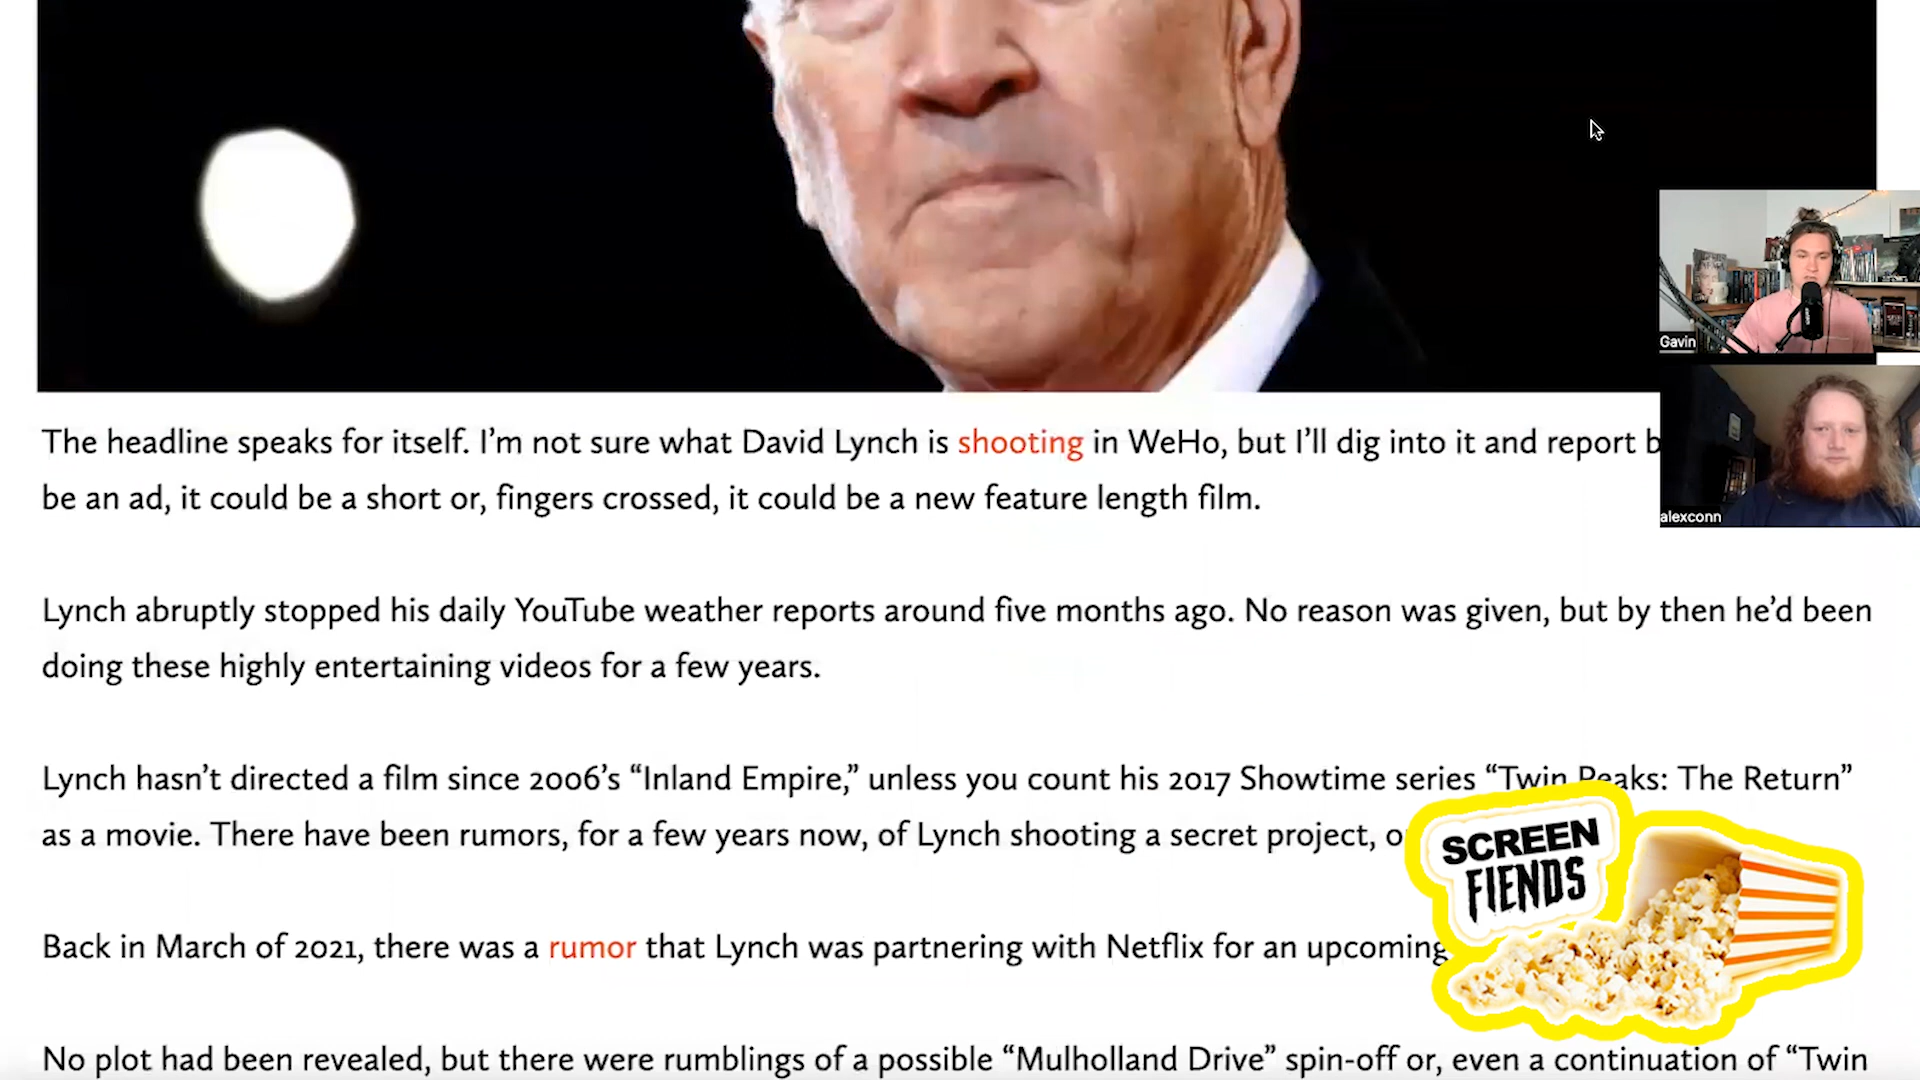 Gavin
The headline speaks for itself. I’m not sure what David Lynch is shooting in WeHo, but I’ll dig into it and report
alexconn
be an ad, it could be a short or, fingers crossed, it could be a new feature length film.
Lynch abruptly stopped his daily YouTube weather reports around five months ago. No reason was given, but by then he’d been
doing these highly entertaining videos for a few years.
Lynch hasn’t directed a film since 2006’s “Inland Empire,” unless you count his 2017 Showtime series “Twin Peaks: The Return”
as a movie. There have been rumors, for a few years now, of Lynch shooting a secret project,
SCREEN
FIENDS
Back in March of 2021, there was a rumor that Lynch was partnering with Netflix for an upcoming
No plot had been revealed, but there were rumblings of a possible “Mulholland Drive” spin-off or, even a continuation of “Twin